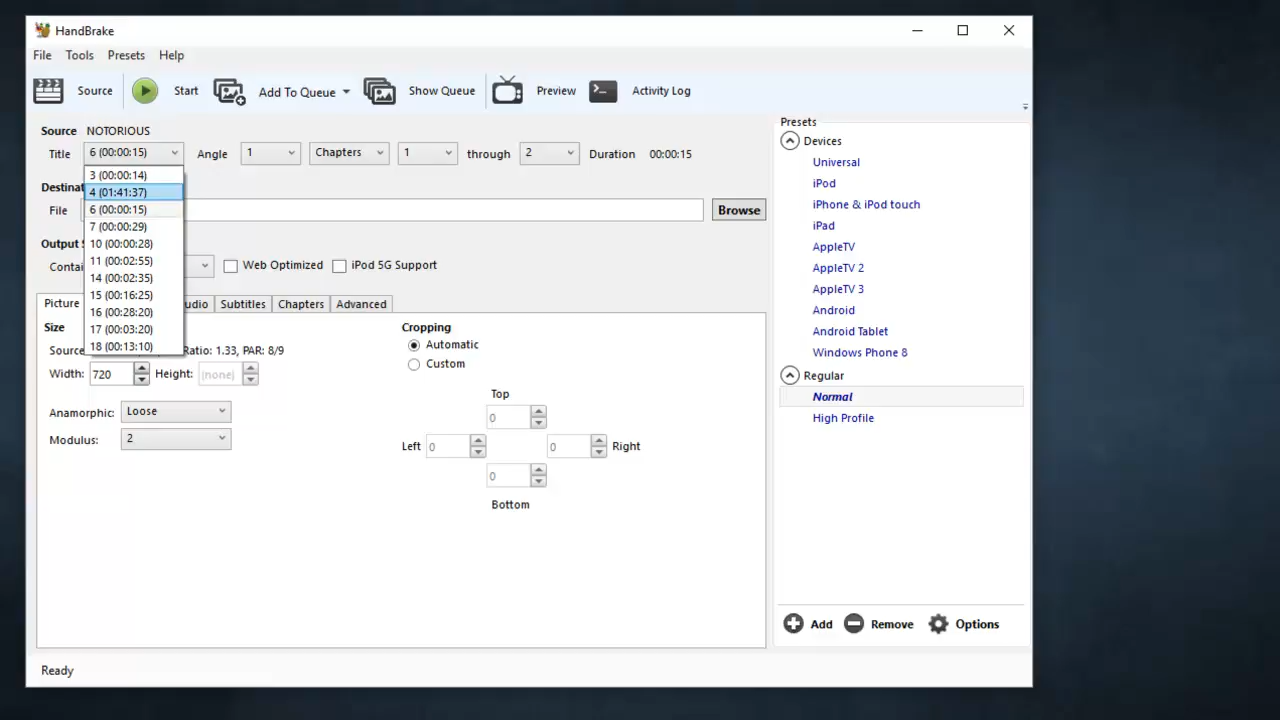 HandBrake
File Tools Presets Help
Source Start Add To Queue Show Queue Preview Activity Log
Source NOTORIOUS
Title 6 (00:00:15) Angle 1 Chapters 1 through 2 Duration 00:00:15
3 (00:00:14)
4 (01:41:37)
6 (00:00:15)
7 (00:00:29)
10 (00:00:28)
11 (00:02:55)
14 (00:02:35)
15 (00:16:25)
16 (00:28:20)
17 (00:03:20)
18 (00:13:10)
Destinat
File Browse
Output S
Contai Web Optimized iPod 5G Support
Picture udio Subtitles Chapters Advanced
Size
Source Ratio: 1.33, PAR: 8/9
Width: 720 Height: (none)
Anamorphic: Loose
Modulus: 2
Cropping
Automatic
Custom
Top
0
Left 0 0 Right
0
Bottom
Presets
Devices
Universal
iPod
iPhone & iPod touch
iPad
AppleTV
AppleTV 2
AppleTV 3
Android
Android Tablet
Windows Phone 8
Regular
Normal
High Profile
Add Remove Options
Ready